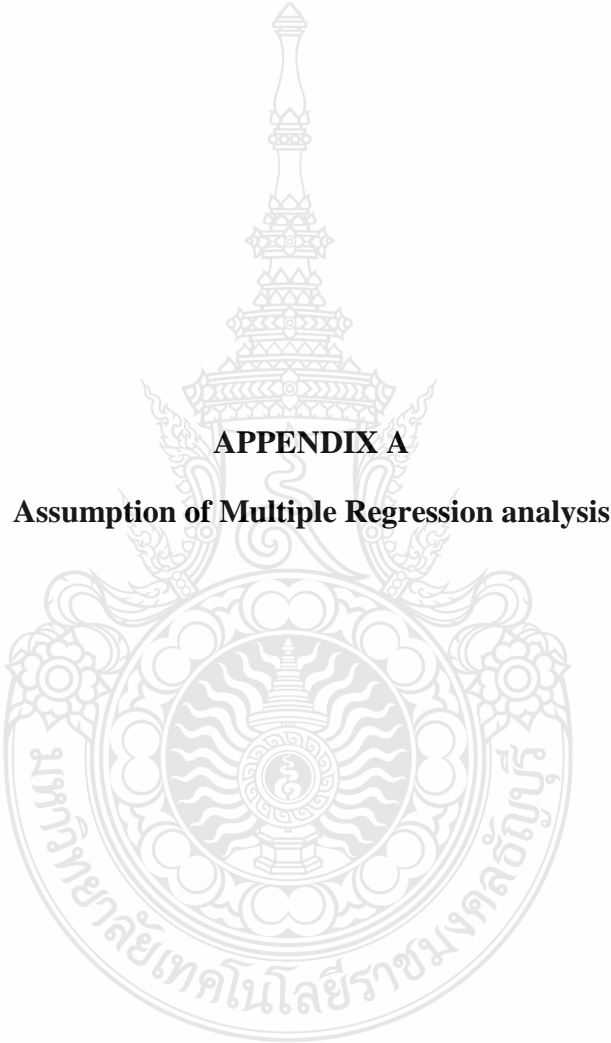 APPENDIX A
Assumption of Multiple Regression analysis
มหาวิทยาลัยเทคโนโลยีราชมงคลธัญบุรี